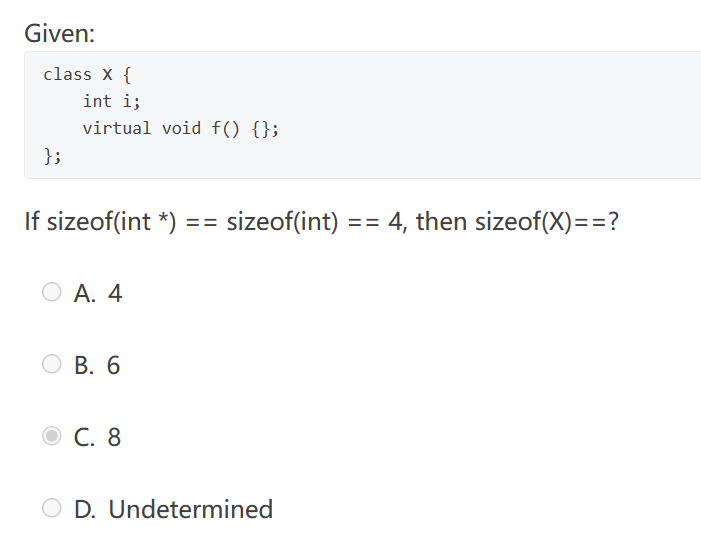 Given:
class X {
    int i;
    virtual void f() {};
};
If sizeof(int *) == sizeof(int) == 4, then sizeof(X)==?
A. 4
B. 6
C. 8
D. Undetermined